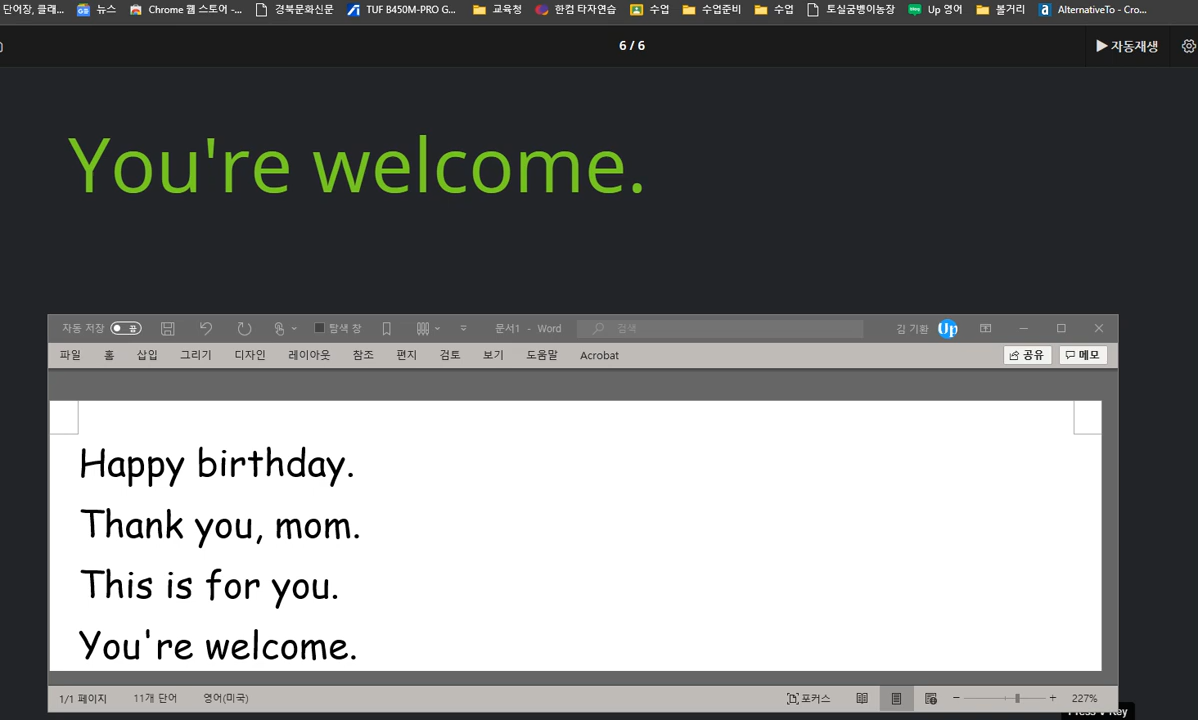 단어장, 클래... 뉴스 Chrome 웹 스토어 -... 경북문화신문 TUF B450M-PRO G... 교육청 한컴 타자연습 수업 수업준비 수업 토실굼벵이농장 Up 영어 볼거리 AlternativeTo - Cro...
6 / 6
자동재생
You're welcome.
자동 저장 끔 탐색 창 문서1 - Word 검색 김 기환 Up
파일 홈 삽입 그리기 디자인 레이아웃 참조 편지 검토 보기 도움말 Acrobat 공유 메모
Happy birthday.
Thank you, mom.
This is for you.
You're welcome.
1/1 페이지 11개 단어 영어(미국) 포커스 227%